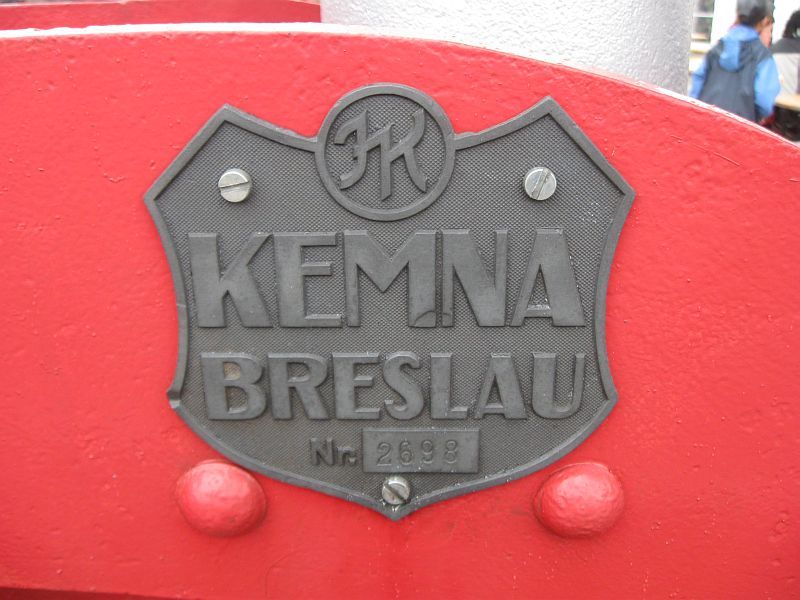 JK
KEMNA
BRESLAU
Nr. 2698